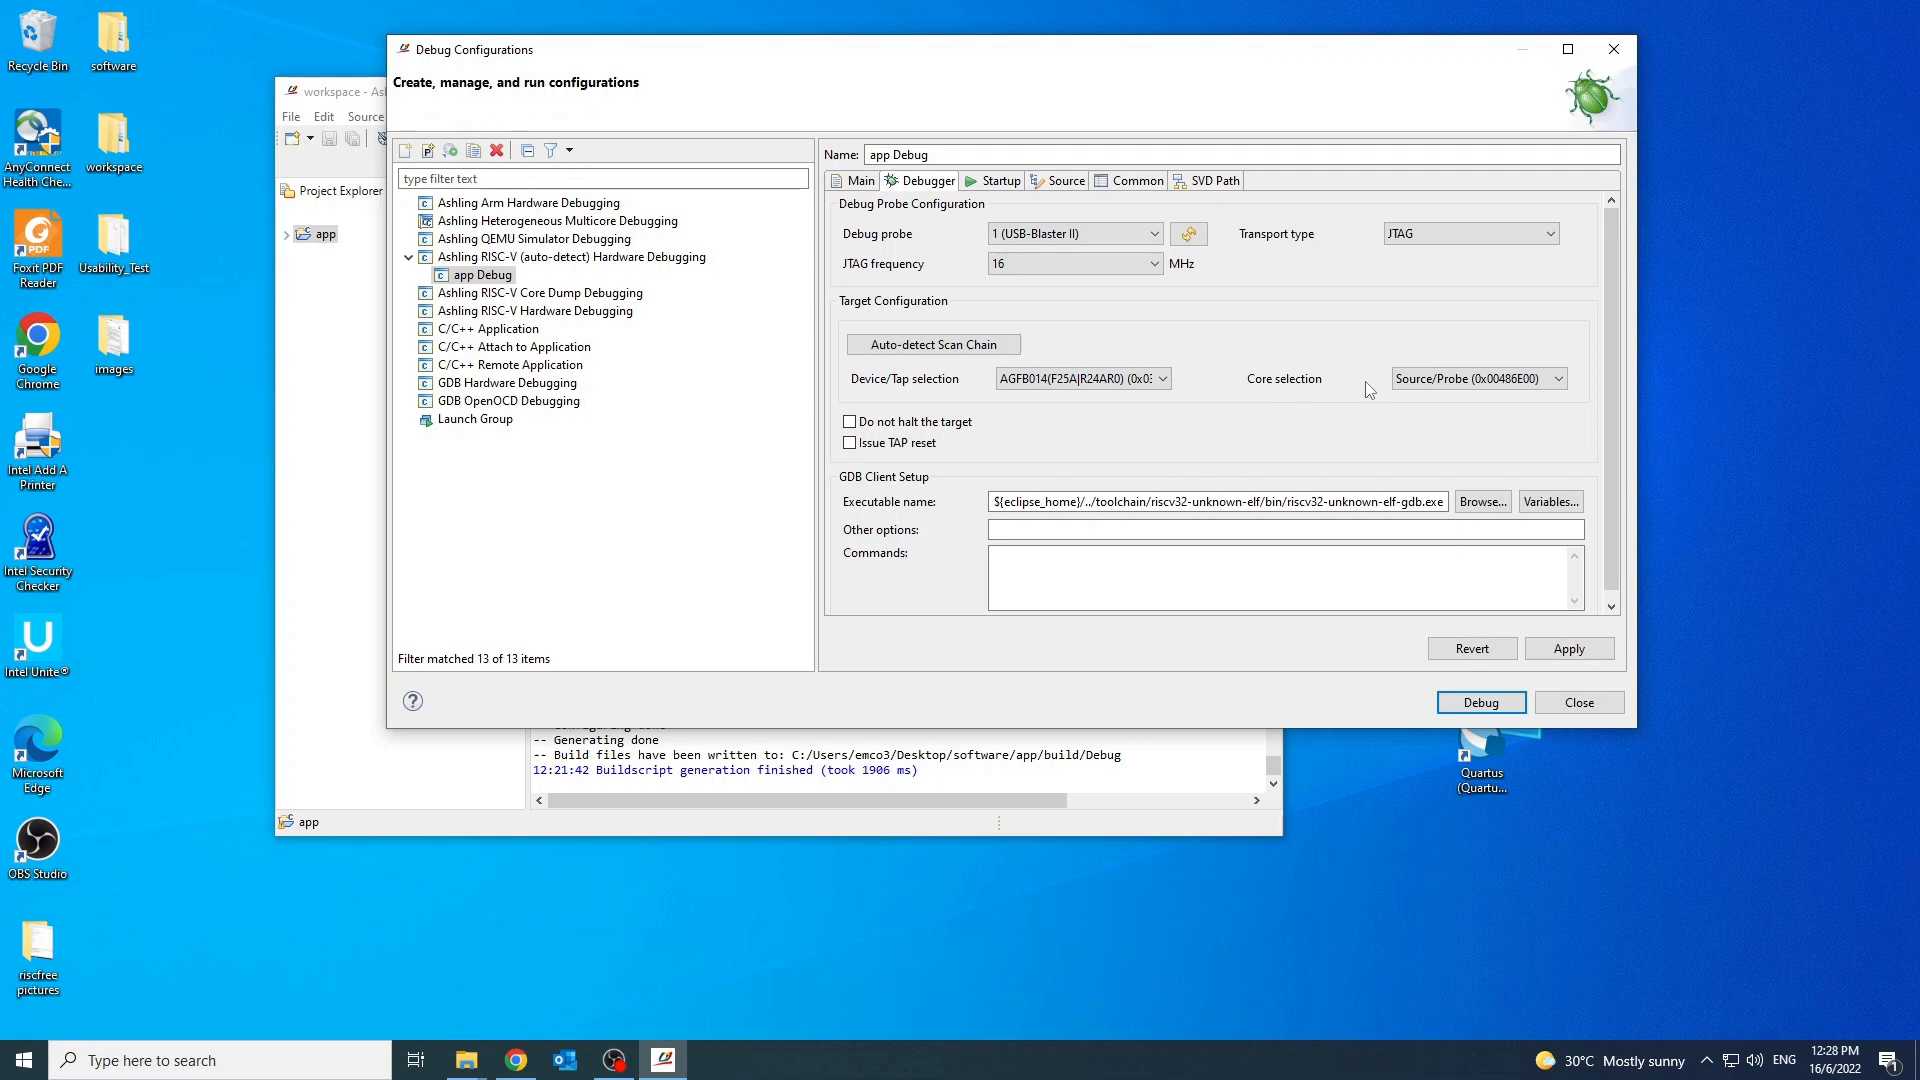 Recycle Bin
software
AnyConnect
Health Che...
workspace
Foxit PDF
Reader
Usability_Test
Google
Chrome
images
Intel Add A
Printer
Intel Security
Checker
Intel Unite®
Microsoft
Edge
OBS Studio
riscfree
pictures
workspace - Ash
File Edit Source
Project Explorer
app
Debug Configurations
Create, manage, and run configurations
type filter text
Ashling Arm Hardware Debugging
Ashling Heterogeneous Multicore Debugging
Ashling QEMU Simulator Debugging
Ashling RISC-V (auto-detect) Hardware Debugging
app Debug
Ashling RISC-V Core Dump Debugging
Ashling RISC-V Hardware Debugging
C/C++ Application
C/C++ Attach to Application
C/C++ Remote Application
GDB Hardware Debugging
GDB OpenOCD Debugging
Launch Group
Filter matched 13 of 13 items
Name: app Debug
Main Debugger Startup Source Common SVD Path
Debug Probe Configuration
Debug probe 1 (USB-Blaster II) Transport type JTAG
JTAG frequency 16 MHz
Target Configuration
Auto-detect Scan Chain
Device/Tap selection AGFB014(F25A|R24AR0) (0x03 Core selection Source/Probe (0x00486E00)
Do not halt the target
Issue TAP reset
GDB Client Setup
Executable name: ${eclipse_home}/../toolchain/riscv32-unknown-elf/bin/riscv32-unknown-elf-gdb.exe Browse... Variables...
Other options:
Commands:
Revert Apply
Debug Close
-- Generating done
-- Build files have been written to: C:/Users/emco3/Desktop/software/app/build/Debug
12:21:42 Buildscript generation finished (took 1906 ms)
app
Quartus
(Quartu...
Type here to search
30°C Mostly sunny ENG 12:28 PM
16/6/2022
1